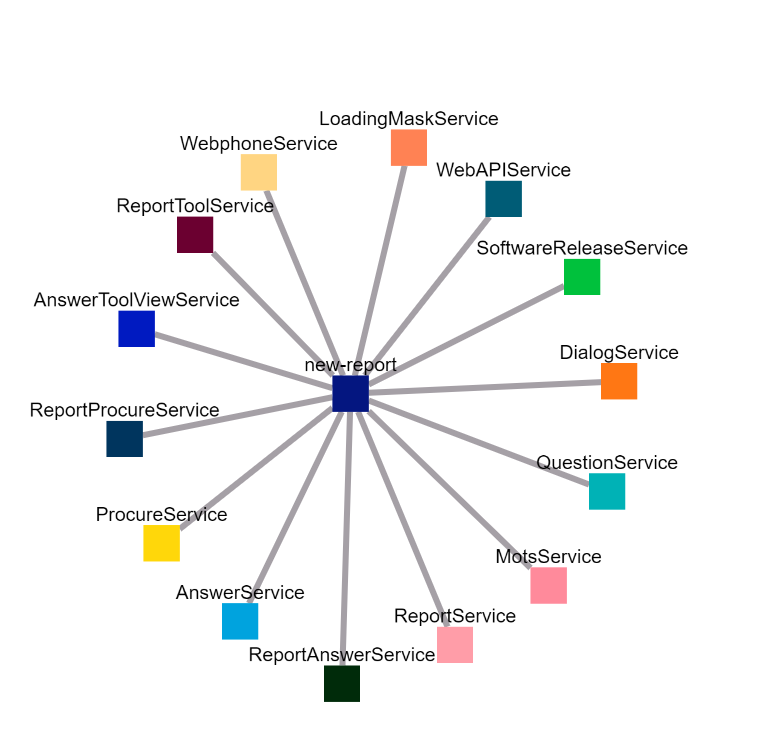 LoadingMaskService
WebphoneService
WebAPIService
ReportToolService
SoftwareReleaseService
AnswerToolViewService
DialogService
new-report
ReportProcureService
QuestionService
ProcureService
MotsService
AnswerService
ReportService
ReportAnswerService